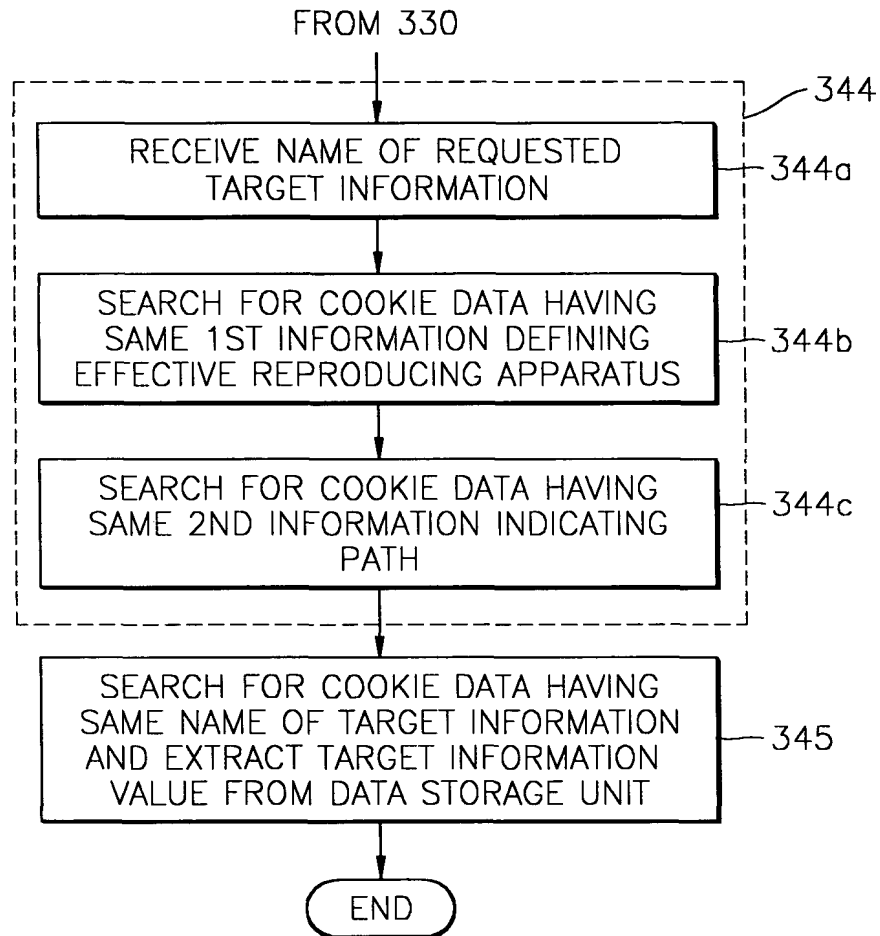 FROM 330
344
RECEIVE NAME OF REQUESTED
TARGET INFORMATION
344a
SEARCH FOR COOKIE DATA HAVING
SAME 1ST INFORMATION DEFINING
EFFECTIVE REPRODUCING APPARATUS
344b
SEARCH FOR COOKIE DATA HAVING
SAME 2ND INFORMATION INDICATING
PATH
344c
SEARCH FOR COOKIE DATA HAVING
SAME NAME OF TARGET INFORMATION
AND EXTRACT TARGET INFORMATION
VALUE FROM DATA STORAGE UNIT
345
END